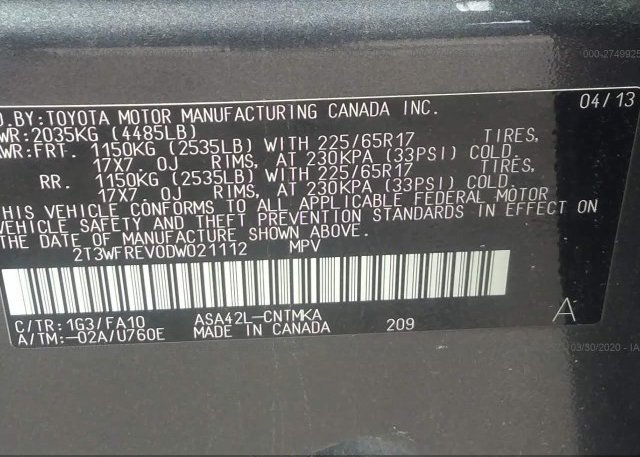 000-2749925
D.BY:TOYOTA MOTOR MANUFACTURING CANADA INC. 04/13
WR:2035KG (4485LB)
AWR:FRT. 1150KG (2535LB) WITH 225/65R17 TIRES,
17X7.0J RIMS, AT 230KPA (33PSI) COLD.
RR. 1150KG (2535LB) WITH 225/65R17 TIRES,
17X7.0J RIMS, AT 230KPA (33PSI) COLD.
THIS VEHICLE CONFORMS TO ALL APPLICABLE FEDERAL MOTOR
VEHICLE SAFETY AND THEFT PREVENTION STANDARDS IN EFFECT ON
THE DATE OF MANUFACTURE SHOWN ABOVE.
2T3WFREV0DW021112 MPV
C/TR:1G3/FA10 ASA42L-CNTMKA A
A/TM:-02A/U760E MADE IN CANADA 209
03/30/2020 - IA